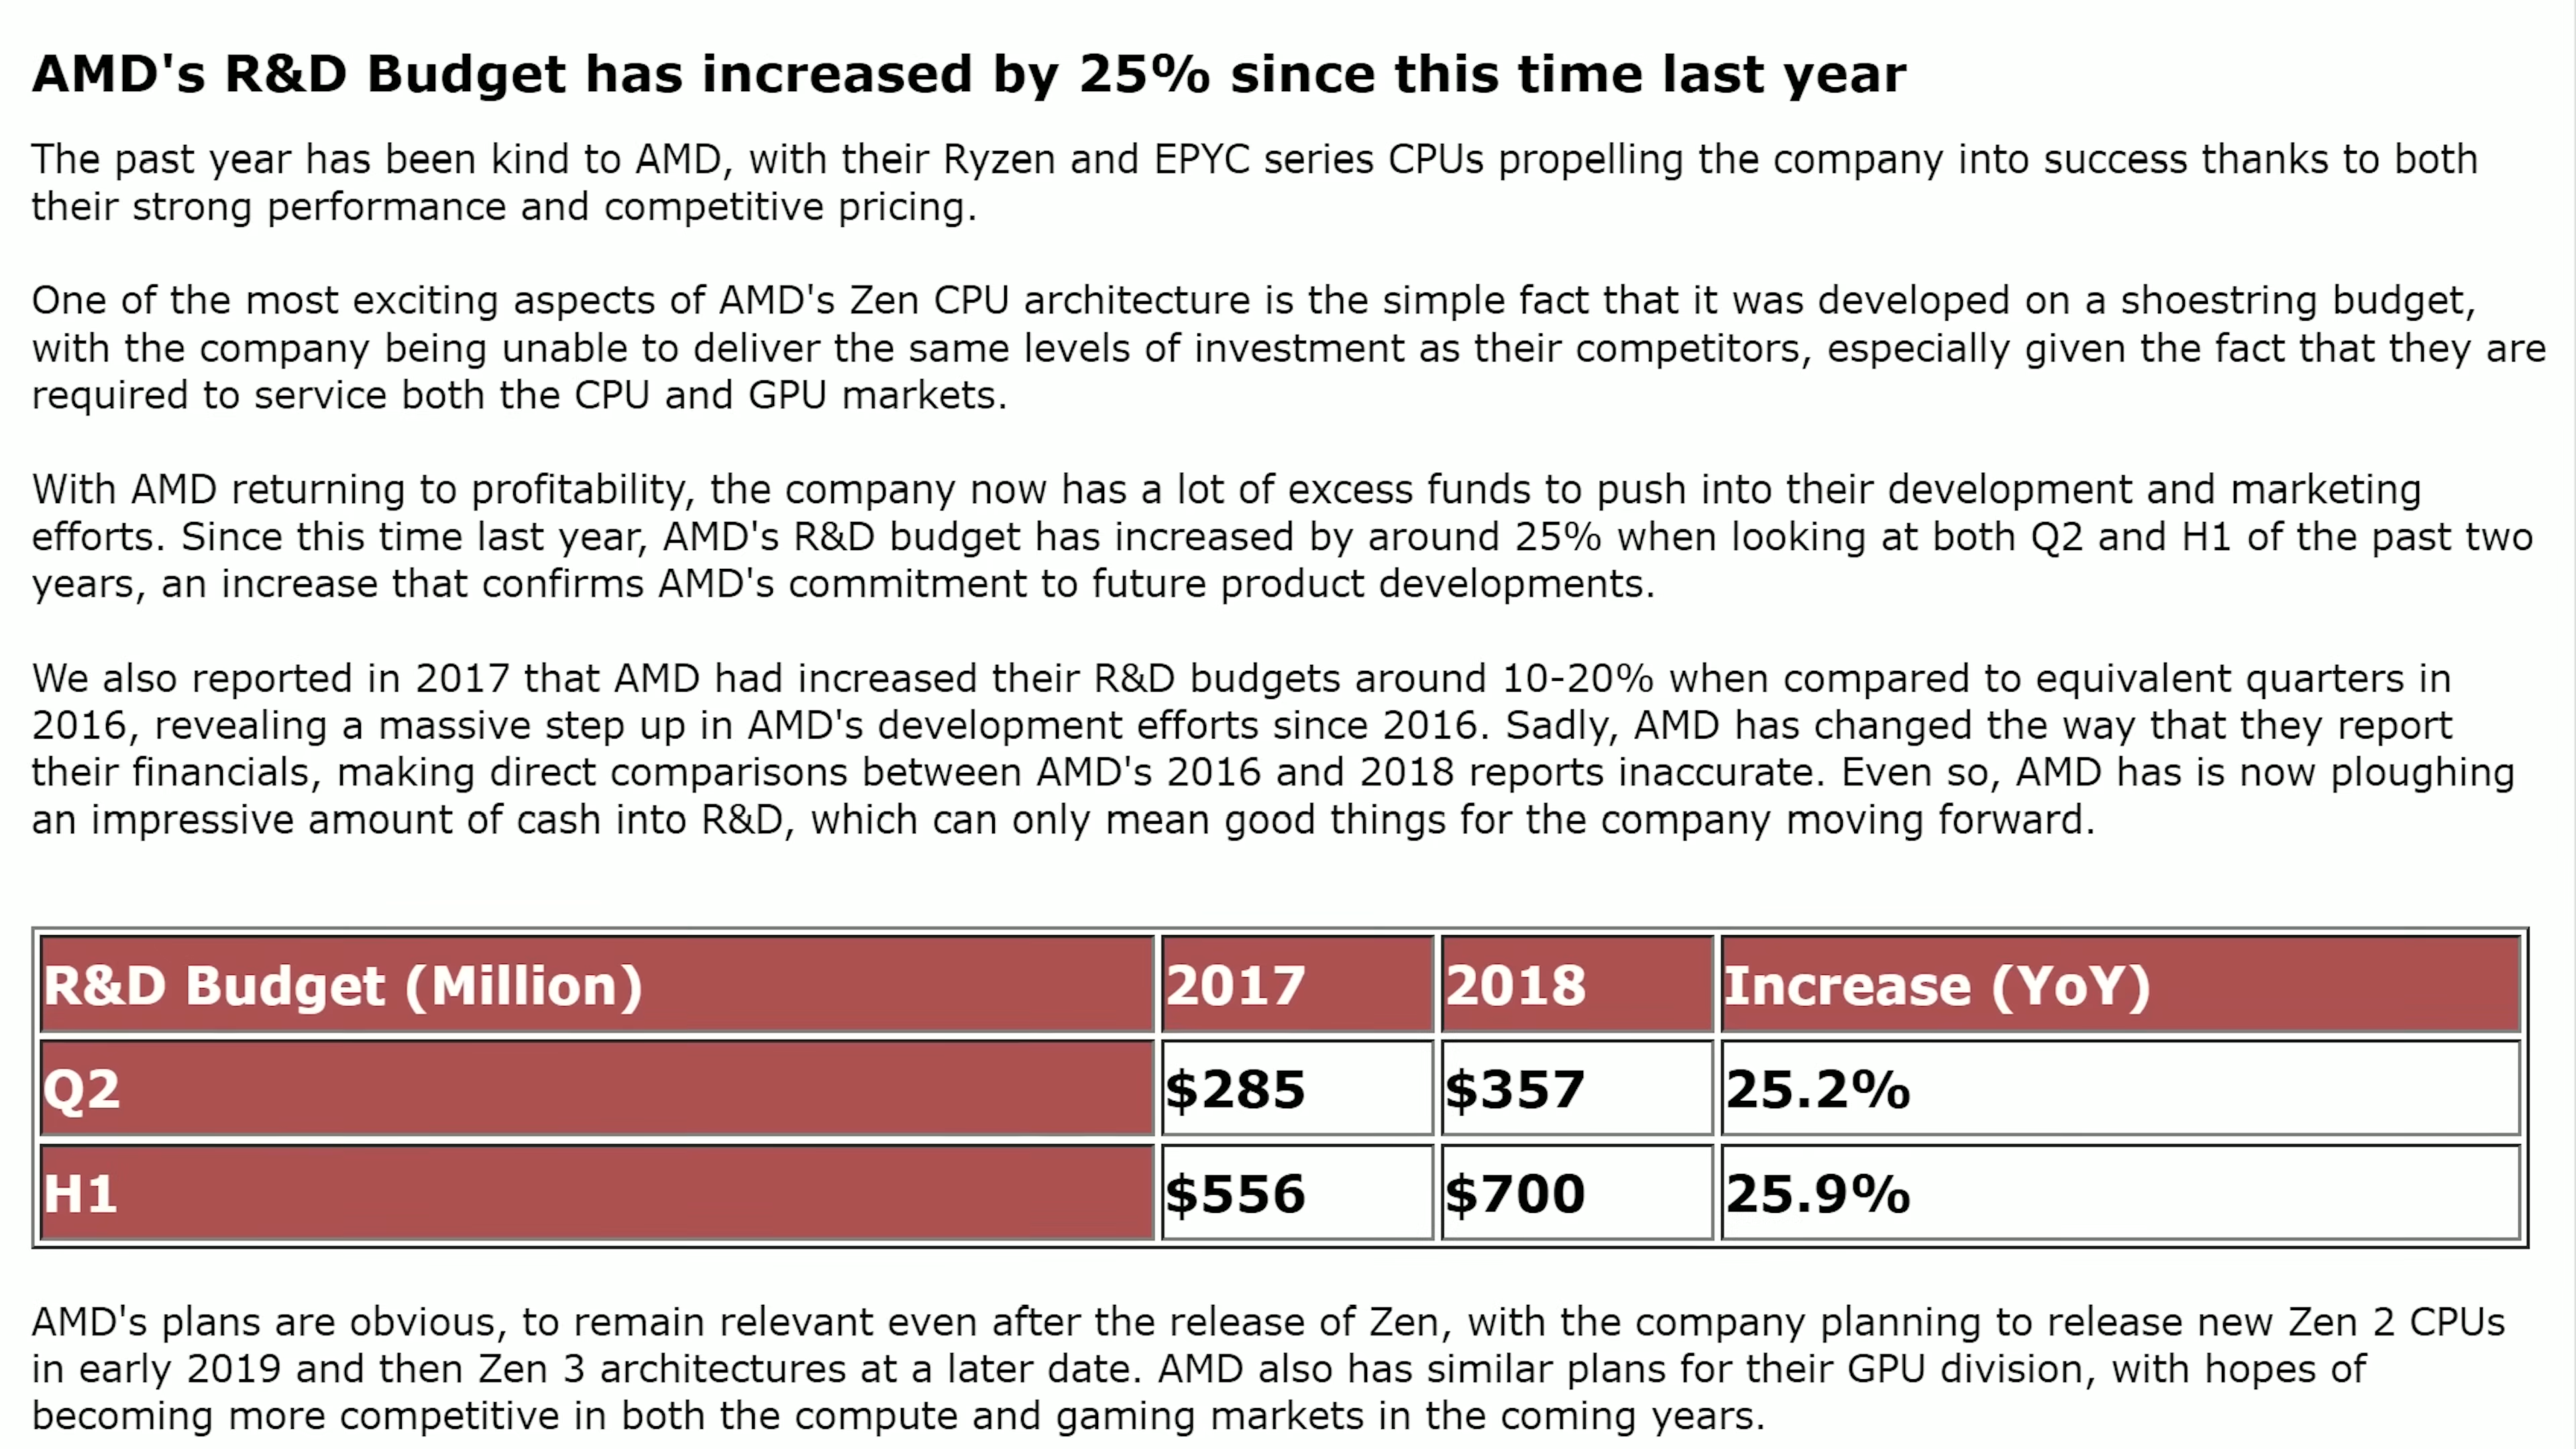 AMD's R&D Budget has increased by 25% since this time last year
The past year has been kind to AMD, with their Ryzen and EPYC series CPUs propelling the company into success thanks to both
their strong performance and competitive pricing.
One of the most exciting aspects of AMD's Zen CPU architecture is the simple fact that it was developed on a shoestring budget,
with the company being unable to deliver the same levels of investment as their competitors, especially given the fact that they are
required to service both the CPU and GPU markets.
With AMD returning to profitability, the company now has a lot of excess funds to push into their development and marketing
efforts. Since this time last year, AMD's R&D budget has increased by around 25% when looking at both Q2 and H1 of the past two
years, an increase that confirms AMD's commitment to future product developments.
We also reported in 2017 that AMD had increased their R&D budgets around 10-20% when compared to equivalent quarters in
2016, revealing a massive step up in AMD's development efforts since 2016. Sadly, AMD has changed the way that they report
their financials, making direct comparisons between AMD's 2016 and 2018 reports inaccurate. Even so, AMD has is now ploughing
an impressive amount of cash into R&D, which can only mean good things for the company moving forward.
R&D Budget (Million) 2017 2018 Increase (YoY)
Q2 $285 $357 25.2%
H1 $556 $700 25.9%
AMD's plans are obvious, to remain relevant even after the release of Zen, with the company planning to release new Zen 2 CPUs
in early 2019 and then Zen 3 architectures at a later date. AMD also has similar plans for their GPU division, with hopes of
becoming more competitive in both the compute and gaming markets in the coming years.